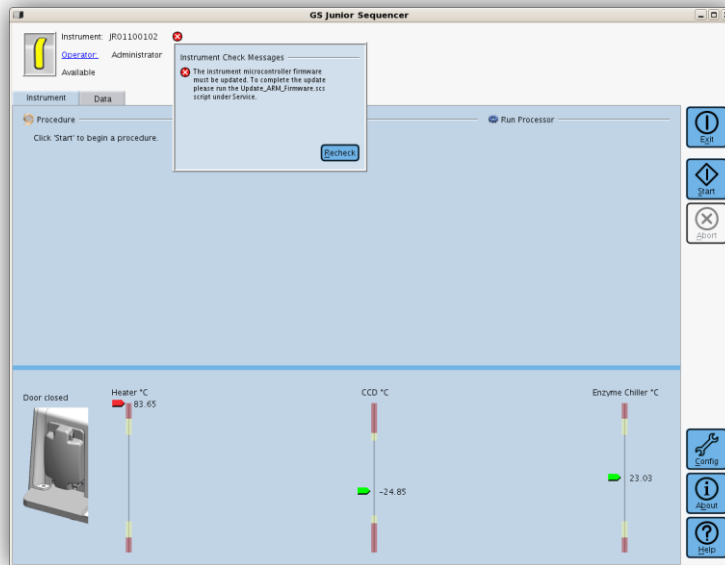 GS Junior Sequencer
Instrument: JR01100102
Operator: Administrator
Available
Instrument Check Messages
The instrument microcontroller firmware
must be updated. To complete the update
please run the Update_ARM_Firmware.scs
script under Service.
Recheck
Instrument Data
Procedure
Click 'Start' to begin a procedure.
Run Processor
Exit
Start
Abort
Door closed
Heater °C
83.65
CCD °C
-24.85
Enzyme Chiller °C
23.03
Config
About
Help